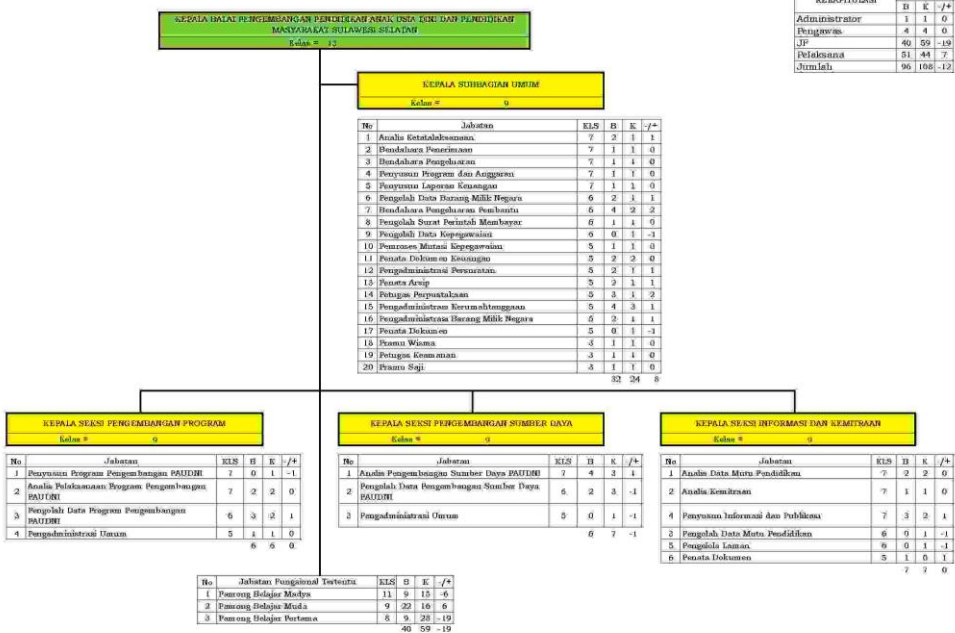 REKAPITULASI B K -/+
Administrator 1 1 0
Pengawas 4 4 0
JF 40 59 -19
Pelaksana 51 44 7
Jumlah 96 108 -12
KEPALA BALAI PENGEMBANGAN PENDIDIKAN ANAK USIA DINI DAN PENDIDIKAN
MASYARAKAT SULAWESI SELATAN
Kelas = 13
KEPALA SUBBAGIAN UMUM
Kelas = 9
No Jabatan KLS B K -/+
1 Analis Ketatalaksanaan 7 2 1 1
2 Bendahara Penerimaan 7 1 1 0
3 Bendahara Pengeluaran 7 1 1 0
4 Penyusun Program dan Anggaran 7 1 1 0
5 Penyusun Laporan Keuangan 7 1 1 0
6 Pengolah Data Barang Milik Negara 6 2 1 1
7 Bendahara Pengeluaran Pembantu 6 4 2 2
8 Pengolah Surat Perintah Membayar 6 1 1 0
9 Pengolah Data Kepegawaian 6 0 1 -1
10 Pemroses Mutasi Kepegawaian 5 1 1 0
11 Penata Dokumen Keuangan 5 2 2 0
12 Pengadministrasi Persuratan 5 2 1 1
13 Penata Arsip 5 2 1 1
14 Petugas Perpustakaan 5 3 1 2
15 Pengadministrasi Kerumahtanggaan 5 4 3 1
16 Pengadministrasi Barang Milik Negara 5 2 1 1
17 Penata Dokumen 5 0 1 -1
18 Pramu Wisma 3 1 1 0
19 Petugas Keamanan 3 1 1 0
20 Pramu Saji 3 1 1 0
32 24 8
KEPALA SEKSI PENGEMBANGAN PROGRAM
Kelas = 9
No Jabatan KLS B K -/+
1 Penyusun Program Pengembangan PAUDNI 7 0 1 -1
2 Analis Pelaksanaan Program Pengembangan
PAUDNI 7 2 2 0
3 Pengolah Data Program Pengembangan
PAUDNI 6 3 2 1
4 Pengadministrasi Umum 5 1 1 0
6 6 0
KEPALA SEKSI PENGEMBANGAN SUMBER DAYA
Kelas = 9
No Jabatan KLS B K -/+
1 Analis Pengembangan Sumber Daya PAUDNI 7 4 3 1
2 Pengolah Data Pengembangan Sumber Daya
PAUDNI 6 2 3 -1
3 Pengadministrasi Umum 5 0 1 -1
6 7 -1
KEPALA SEKSI INFORMASI DAN KEMITRAAN
Kelas = 9
No Jabatan KLS B K -/+
1 Analis Data Mutu Pendidikan 7 2 2 0
2 Analis Kemitraan 7 1 1 0
4 Penyusun Informasi dan Publikasi 7 3 2 1
3 Pengolah Data Mutu Pendidikan 6 0 1 -1
5 Pengelola Laman 6 0 1 -1
6 Penata Dokumen 5 1 0 1
7 7 0
No Jabatan Fungsional Tertentu KLS B K -/+
1 Pamong Belajar Madya 11 9 15 -6
2 Pamong Belajar Muda 9 22 16 6
3 Pamong Belajar Pertama 8 9 28 -19
40 59 -19